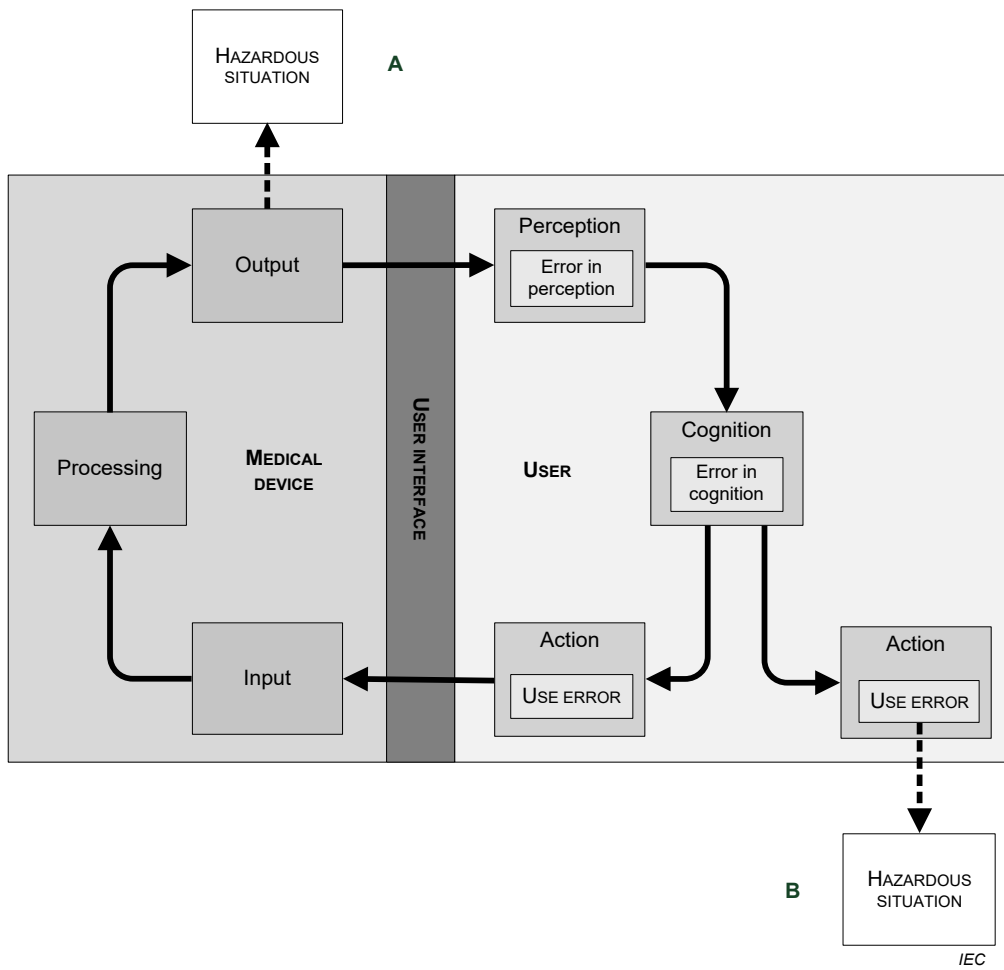 HAZARDOUS
SITUATION
A
Output
Perception
Error in
perception
Processing
MEDICAL
DEVICE
USER INTERFACE
USER
Cognition
Error in
cognition
Input
Action
USE ERROR
Action
USE ERROR
B
HAZARDOUS
SITUATION
IEC